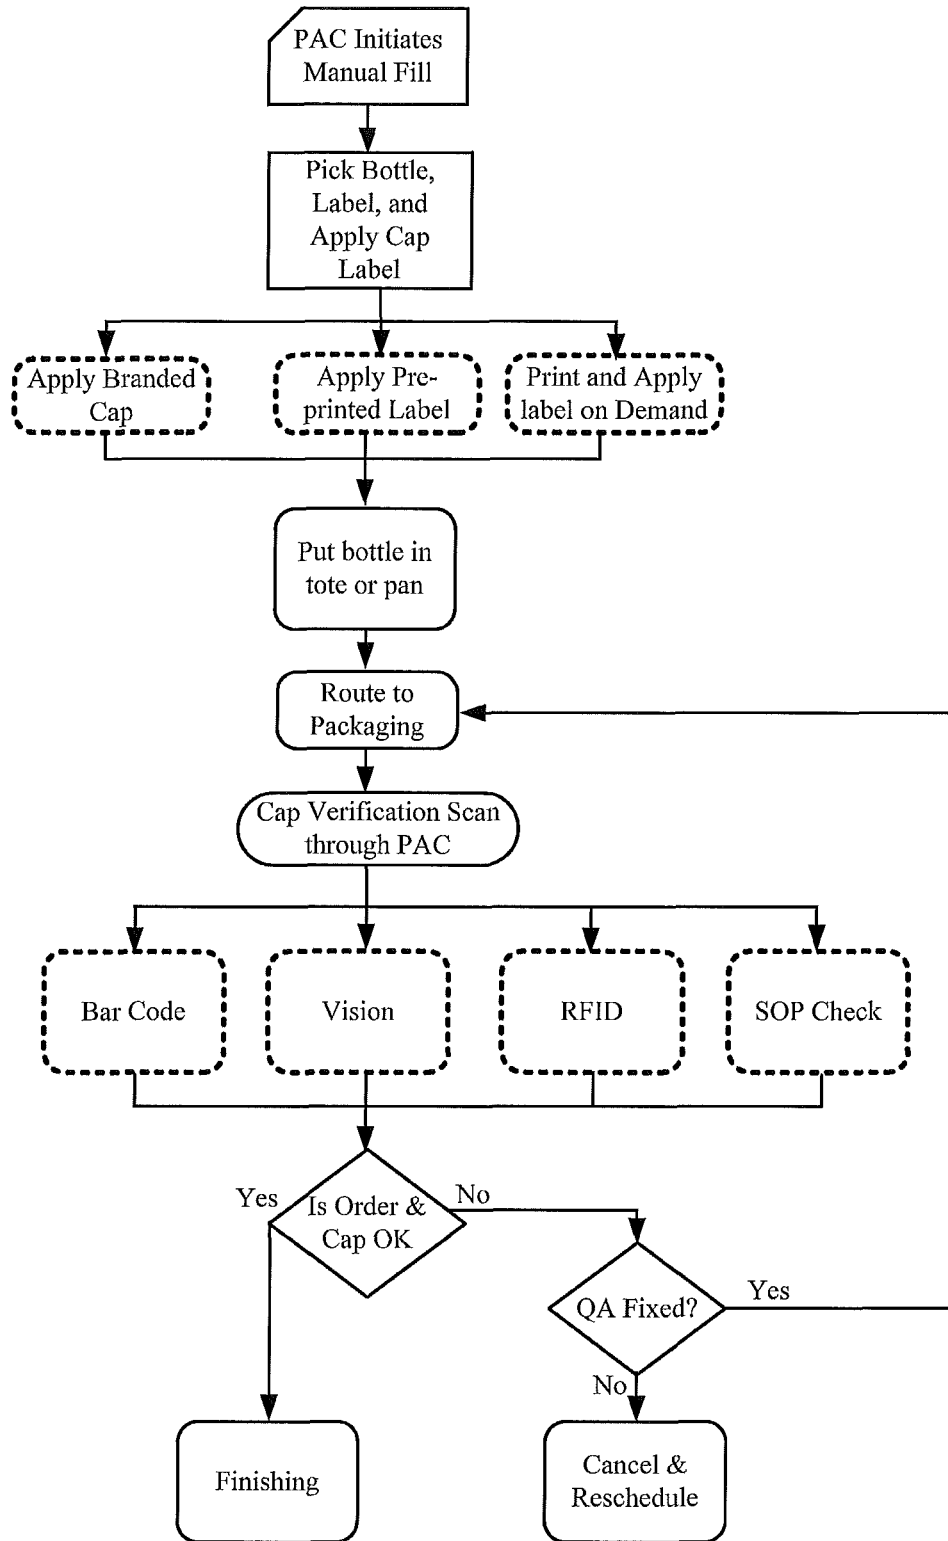 PAC Initiates
Manual Fill
Pick Bottle,
Label, and
Apply Cap
Label
Apply Branded
Cap
Apply Pre-
printed Label
Print and Apply
label on Demand
Put bottle in
tote or pan
Route to
Packaging
Cap Verification Scan
through PAC
Bar Code
Vision
RFID
SOP Check
Yes
Is Order &
Cap OK
No
QA Fixed?
Yes
No
Finishing
Cancel &
Reschedule